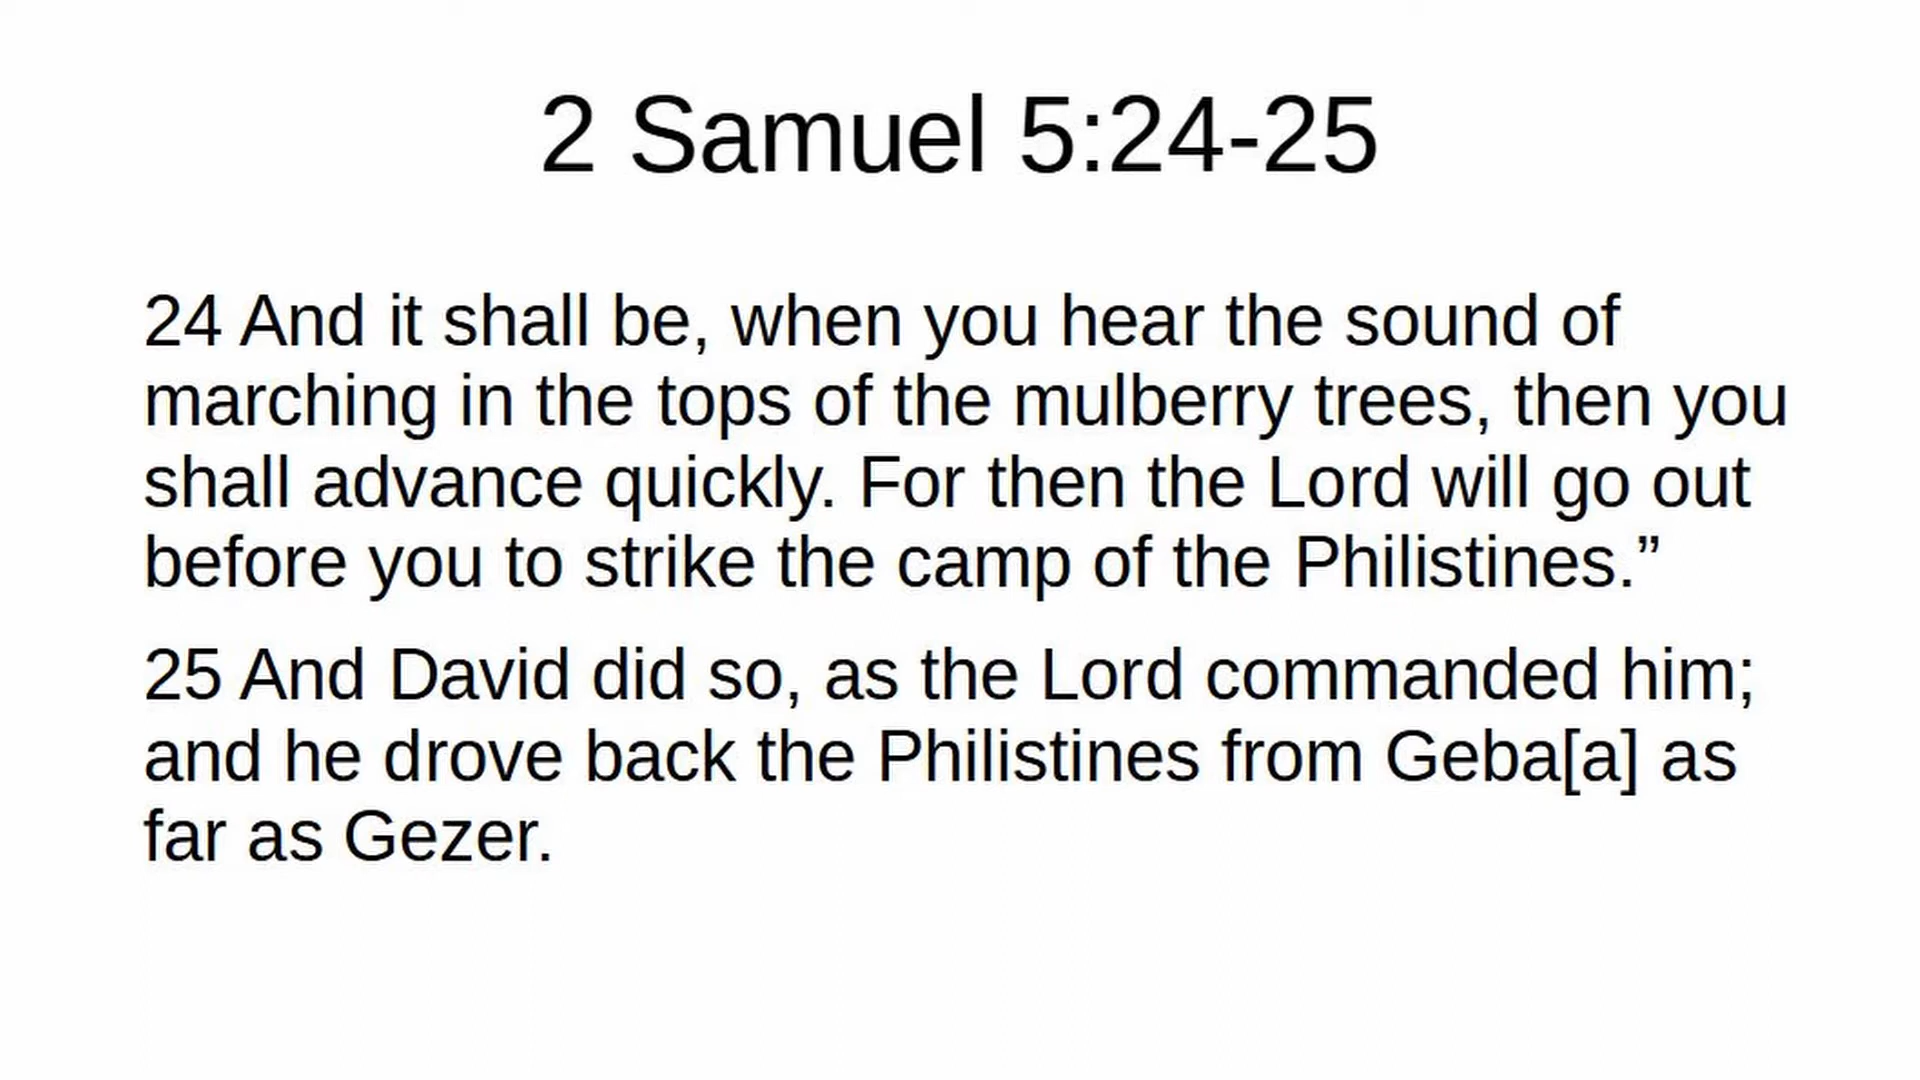 2 Samuel 5:24-25
24 And it shall be, when you hear the sound of
marching in the tops of the mulberry trees, then you
shall advance quickly. For then the Lord will go out
before you to strike the camp of the Philistines.”
25 And David did so, as the Lord commanded him;
and he drove back the Philistines from Geba[a] as
far as Gezer.